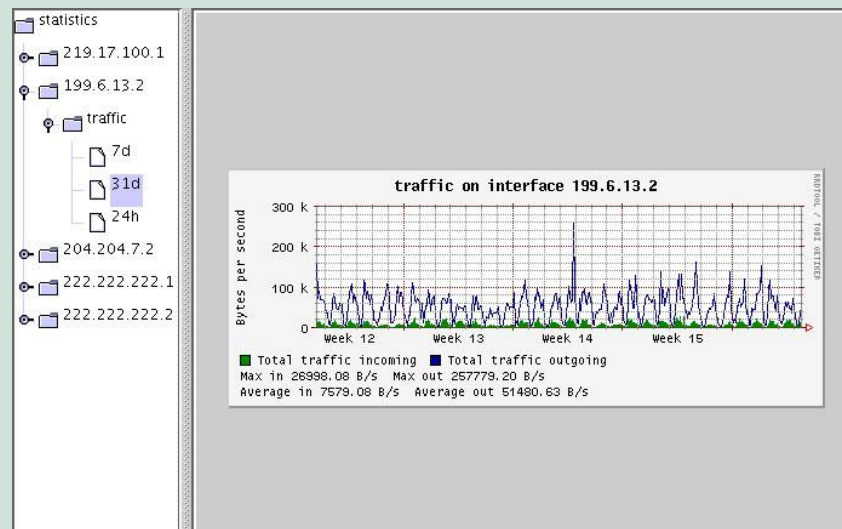 statistics
219.17.100.1
199.6.13.2
traffic
7d
31d
24h
204.204.7.2
222.222.222.1
222.222.222.2
traffic on interface 199.6.13.2
RRDTOOL / TOBI OETIKER
Bytes per second
300 k
200 k
100 k
0
Week 12 Week 13 Week 14 Week 15
Total traffic incoming Total traffic outgoing
Max in 26998.08 B/s Max out 257779.20 B/s
Average in 7579.08 B/s Average out 51480.63 B/s